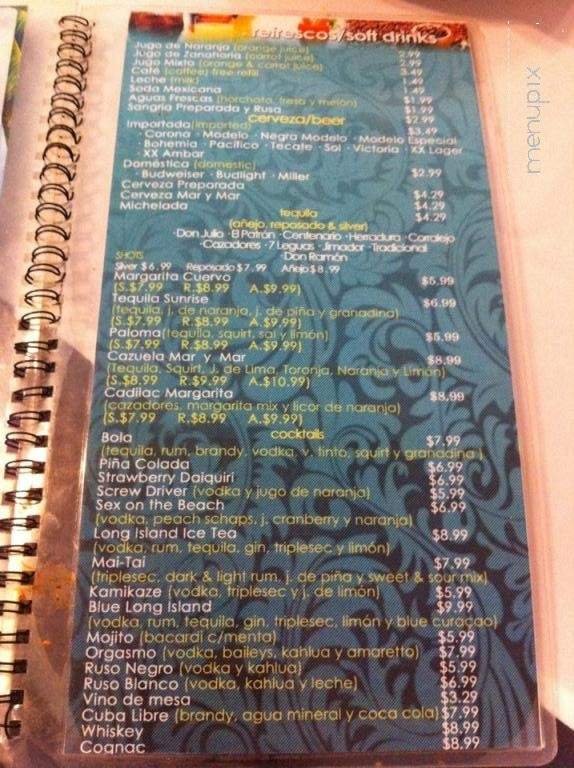 refrescos/soft drinks
Jugo de Naranja (orange juice) 2.99
Jugo de Zanahoria (carrot juice) 2.99
Jugo Mixto (orange & carrot juice) 3.49
Café (coffee) free refill 1.49
Leche (milk) 1.49
Soda Mexicana $1.99
Aguas Frescas (horchata, fresa y melon) $1.99
Sangria Preparada y Rusa $2.99
cerveza/beer
Importada (imported) $3.49
· Corona · Modelo · Negra Modelo · Modelo Especial
· Bohemia · Pacifico · Tecate · Sol · Victoria · XX Lager
· XX Ambar
Domestica (domestic) $2.99
· Budweiser · Budlight · Miller
Cerveza Preparada $4.29
Cerveza Mar y Mar $4.29
Michelada $4.29
tequila
(añejo, reposado & silver)
·Don Julio ·El Patrón ·Centenario ·Herradura ·Corralejo
·Cazadores ·7 Leguas ·Jimador ·Tradicional
·Don Ramón
SHOTS
Silver $6.99 Reposado $7.99 Añejo $8.99
Margarita Cuervo $5.99
(S.$7.99 R.$8.99 A.$9.99)
Tequila Sunrise $6.99
(tequila, j. de naranja, j. de piña y granadina)
(S.$7.99 R.$8.99 A.$9.99)
Paloma (tequila, squirt, sal y limón) $5.99
(S.$7.99 R.$8.99 A.$9.99)
Cazuela Mar y Mar $8.99
(Tequila, Squirt, J. de Lima, Toronja, Naranja y Limón)
(S.$8.99 R.$9.99 A.$10.99)
Cadilac Margarita $8.99
(cazadores, margarita mix y licor de naranja)
(S.$7.99 R.$8.99 A.$9.99)
cocktails
Bola $7.99
(tequila, rum, brandy, vodka, v. tinto, squirt y granadina )
Piña Colada $6.99
Strawberry Daiquiri $6.99
Screw Driver (vodka y jugo de naranja) $5.99
Sex on the Beach $6.99
(vodka, peach schaps, j. cranberry y naranja)
Long Island Ice Tea $8.99
(vodka, rum, tequila, gin, triplesec y limón)
Mai-Tai $7.99
(triplesec, dark & light rum, j. de piña y sweet & sour mix)
Kamikaze (vodka, triplesec y j. de limón) $5.99
Blue Long Island $9.99
(vodka, rum, tequila, gin, triplesec, limón y blue curaçao)
Mojito (bacardi c/menta) $5.99
Orgasmo (vodka, baileys, kahlua y amaretto) $7.99
Ruso Negro (vodka y kahlua) $5.99
Ruso Blanco (vodka, kahlua y leche) $6.99
Vino de mesa $3.29
Cuba Libre (brandy, agua mineral y coca cola) $7.99
Whiskey $8.99
Cognac $8.99
menupix